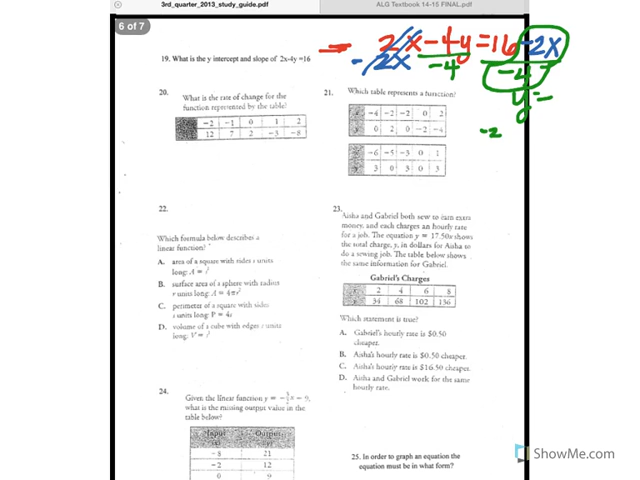 3rd_quarter_2013_study_guide.pdf
ALG Textbook 14-15 FINAL.pdf
6 of 7
2x-4y=16-2x
-2x
-4
-4
y=
-2
19. What is the y intercept and slope of 2x-4y =16
20.
What is the rate of change for the
function represented by the table?
-2 -1 0 1 2
12 7 2 -3 -8
21.
Which table represents a function?
-4 -2 -2 0 2
0 2 0 -2 -4
-6 -5 -3 0 1
3 0 3 0 3
22.
Which formula below describes a
linear function?
A. area of a square with sides s units
long: A = s²
B. surface area of a sphere with radius
r units long: A = 4πr²
C. perimeter of a square with sides
s units long: P = 4s
D. volume of a cube with edges e units
long: V = e³
23.
Aisha and Gabriel both sew to earn extra
money, and each charges an hourly rate
for a job. The equation y = 17.50x shows
the total charge, y, in dollars for Aisha to
do a sewing job. The table below shows
the same information for Gabriel.
Gabriel's Charges
2 4 6 8
34 68 102 136
Which statement is true?
A. Gabriel's hourly rate is $0.50
cheaper.
B. Aisha's hourly rate is $0.50 cheaper.
C. Aisha's hourly rate is $16.50 cheaper.
D. Aisha and Gabriel work for the same
hourly rate.
24.
Given the linear function y = -3/2x - 9,
what is the missing output value in the
table below?
Input Output
-8 21
-2 12
0 9
25. In order to graph an equation the
equation must be in what form?
ShowMe.com